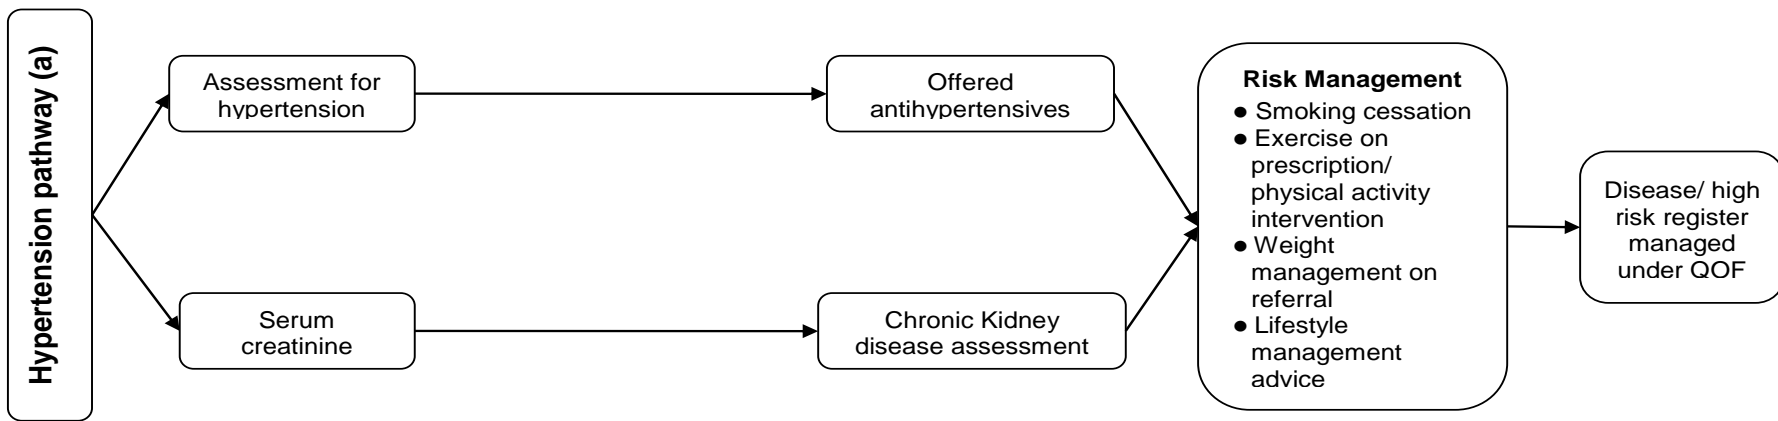 Hypertension pathway (a)
Assessment for
hypertension
Offered
antihypertensives
Serum
creatinine
Chronic Kidney
disease assessment
Risk Management
● Smoking cessation
● Exercise on
prescription/
physical activity
intervention
● Weight
management on
referral
● Lifestyle
management
advice
Disease/ high
risk register
managed
under QOF